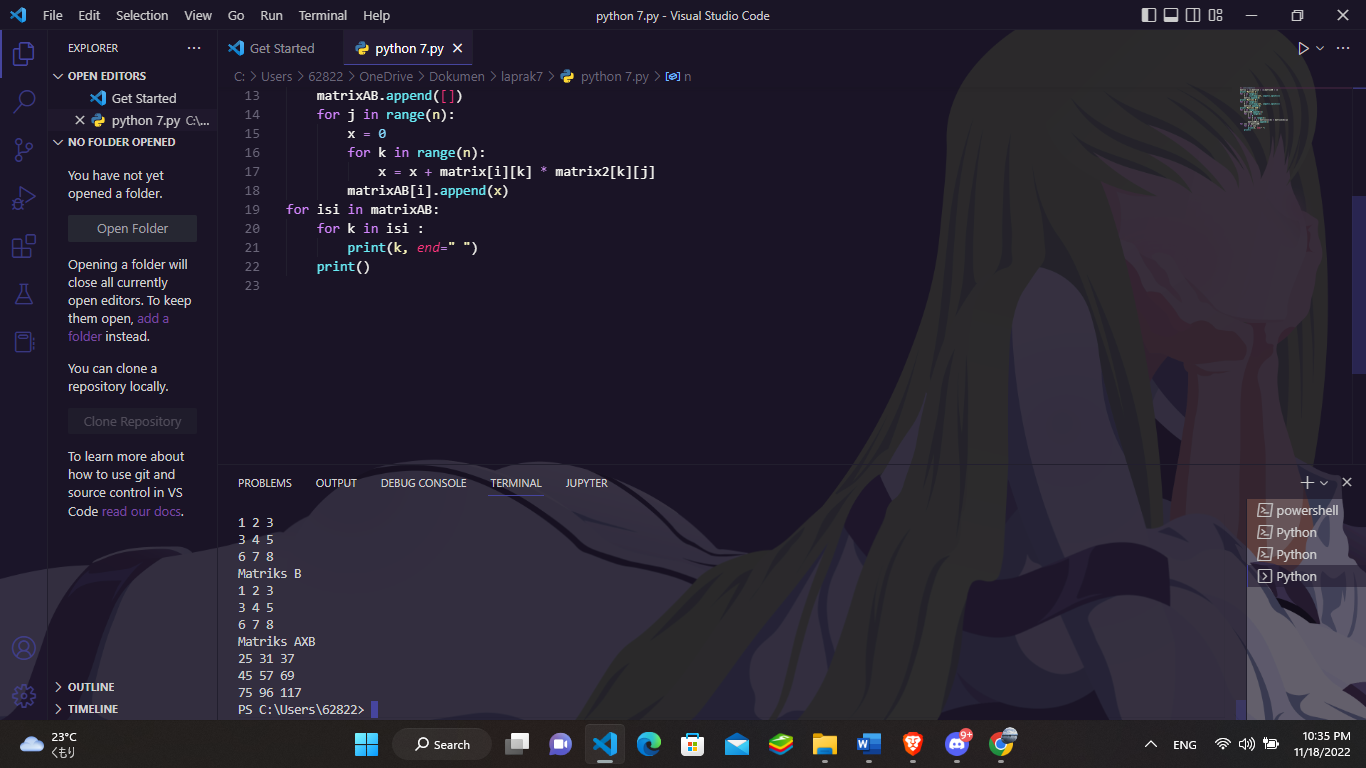 File Edit Selection View Go Run Terminal Help
python 7.py - Visual Studio Code
EXPLORER
OPEN EDITORS
Get Started
python 7.py C:\...
NO FOLDER OPENED
You have not yet
opened a folder.
Open Folder
Opening a folder will
close all currently
open editors. To keep
them open, add a
folder instead.
You can clone a
repository locally.
Clone Repository
To learn more about
how to use git and
source control in VS
Code read our docs.
OUTLINE
TIMELINE
Get Started
python 7.py
C: > Users > 62822 > OneDrive > Dokumen > laprak7 > python 7.py > n
13 matrixAB.append([])
14 for j in range(n):
15 x = 0
16 for k in range(n):
17 x = x + matrix[i][k] * matrix2[k][j]
18 matrixAB[i].append(x)
19 for isi in matrixAB:
20 for k in isi :
21 print(k, end=" ")
22 print()
23
PROBLEMS OUTPUT DEBUG CONSOLE TERMINAL JUPYTER
1 2 3
3 4 5
6 7 8
Matriks B
1 2 3
3 4 5
6 7 8
Matriks AXB
25 31 37
45 57 69
75 96 117
PS C:\Users\62822>
powershell
Python
Python
Python
23°C
くもり
Search
9+
ENG
10:35 PM
11/18/2022